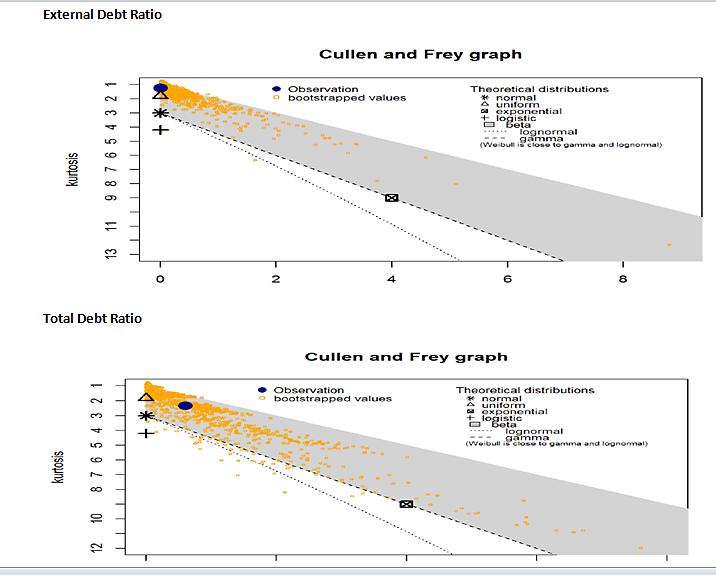 External Debt Ratio
Cullen and Frey graph
Observation
bootstrapped values
Theoretical distributions
normal
uniform
exponential
logistic
beta
lognormal
gamma
(Weibull is close to gamma and lognormal)
kurtosis
1
2
3
4
5
6
7
8
9
11
13
0
2
4
6
8
Total Debt Ratio
Cullen and Frey graph
Observation
bootstrapped values
Theoretical distributions
normal
uniform
exponential
logistic
beta
lognormal
gamma
(Weibull is close to gamma and lognormal)
kurtosis
1
2
3
4
5
6
8
10
12